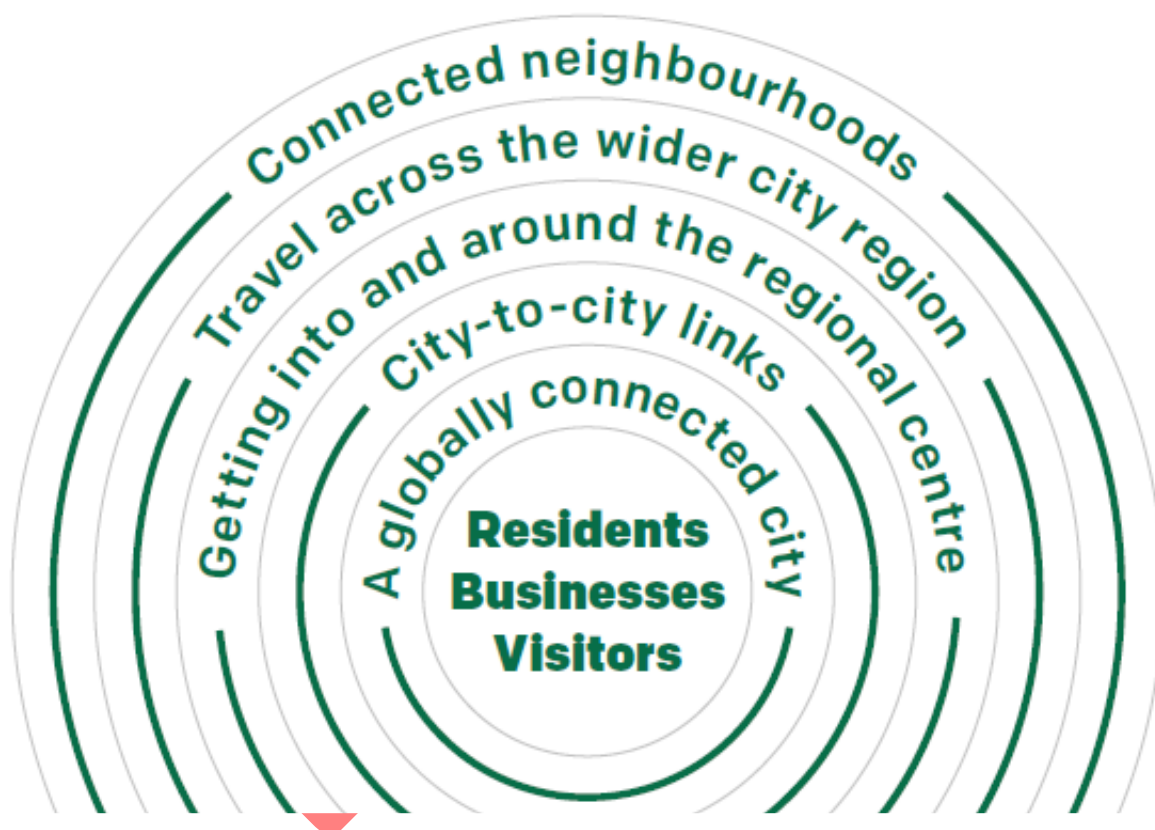 Connected neighbourhoods
Travel across the wider city region
Getting into and around the regional centre
City-to-city links
A globally connected city
Residents
Businesses
Visitors